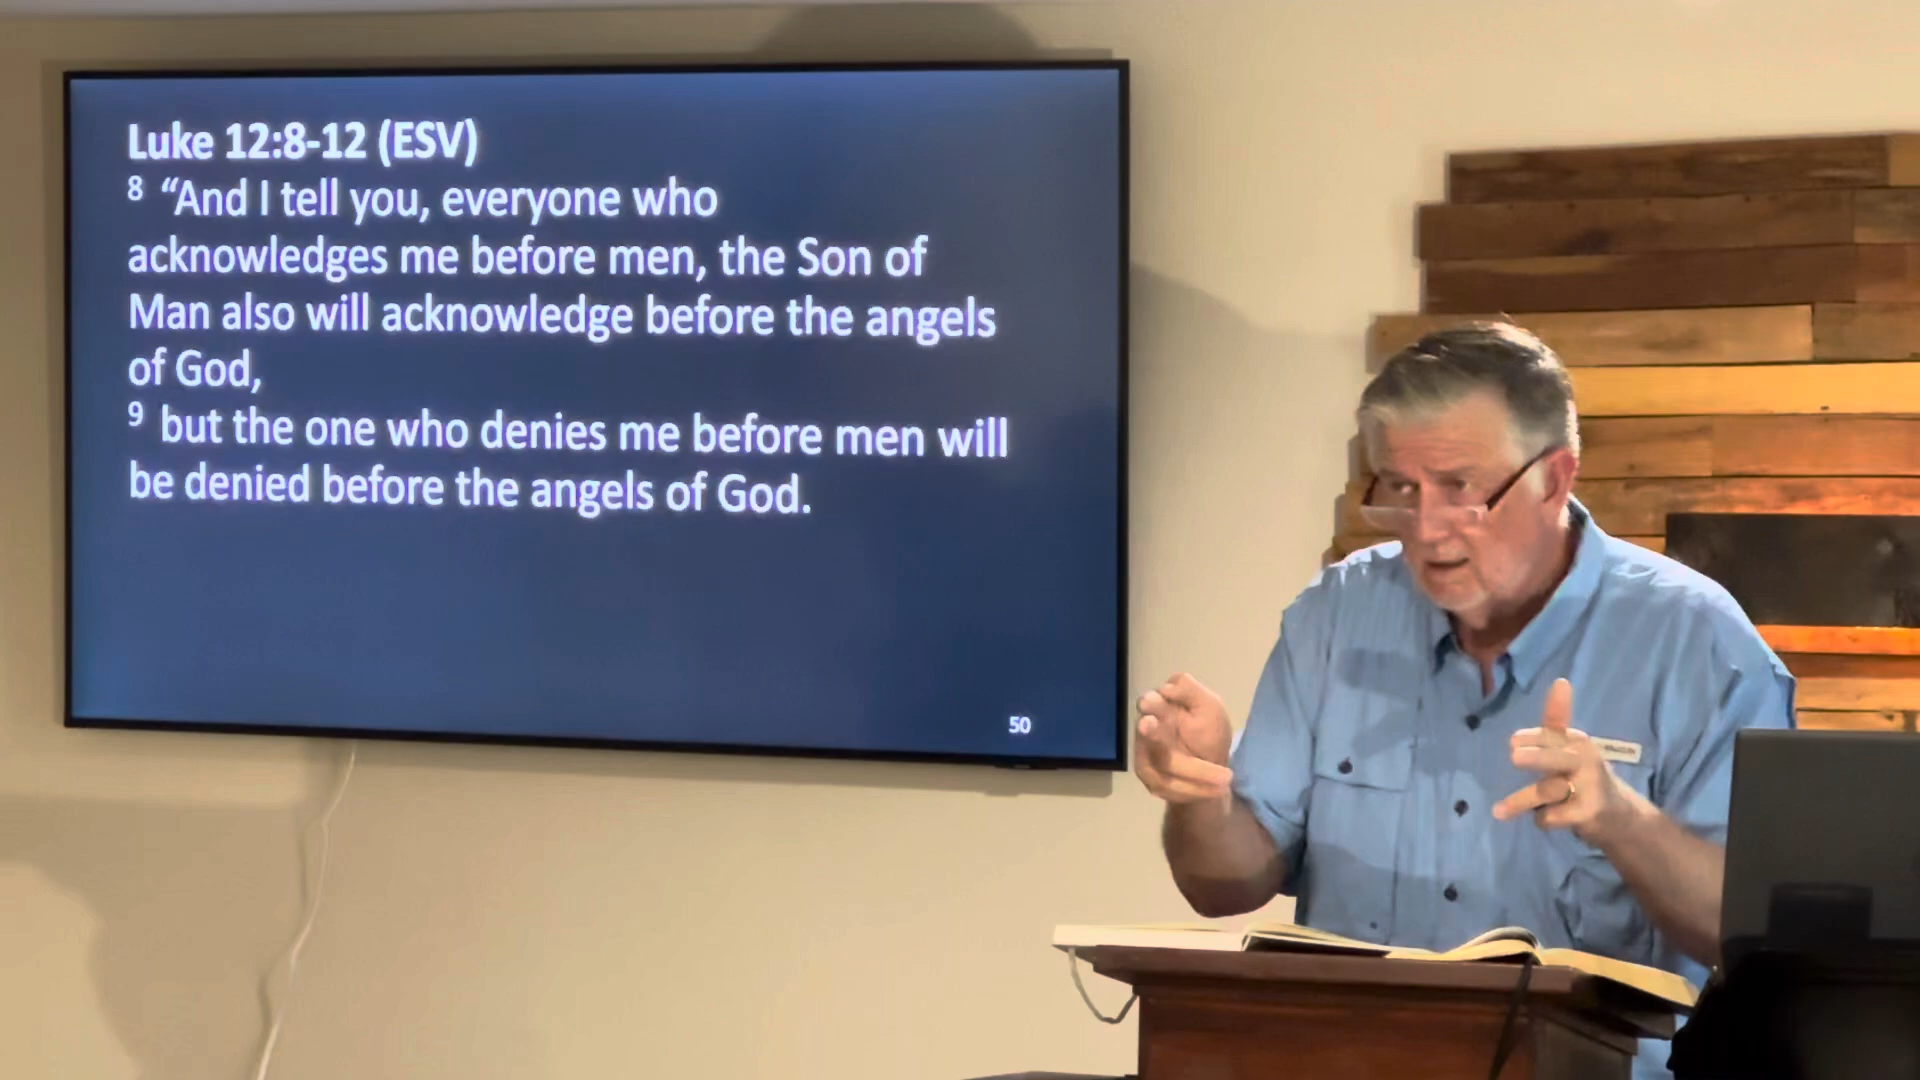 Luke 12:8-12 (ESV)
8 “And I tell you, everyone who
acknowledges me before men, the Son of
Man also will acknowledge before the angels
of God,
9 but the one who denies me before men will
be denied before the angels of God.
50